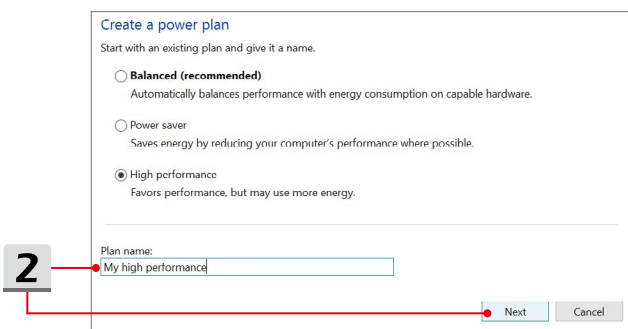 Create a power plan
Start with an existing plan and give it a name.
Balanced (recommended)
Automatically balances performance with energy consumption on capable hardware.
Power saver
Saves energy by reducing your computer's performance where possible.
High performance
Favors performance, but may use more energy.
Plan name:
2
My high performance
Next
Cancel